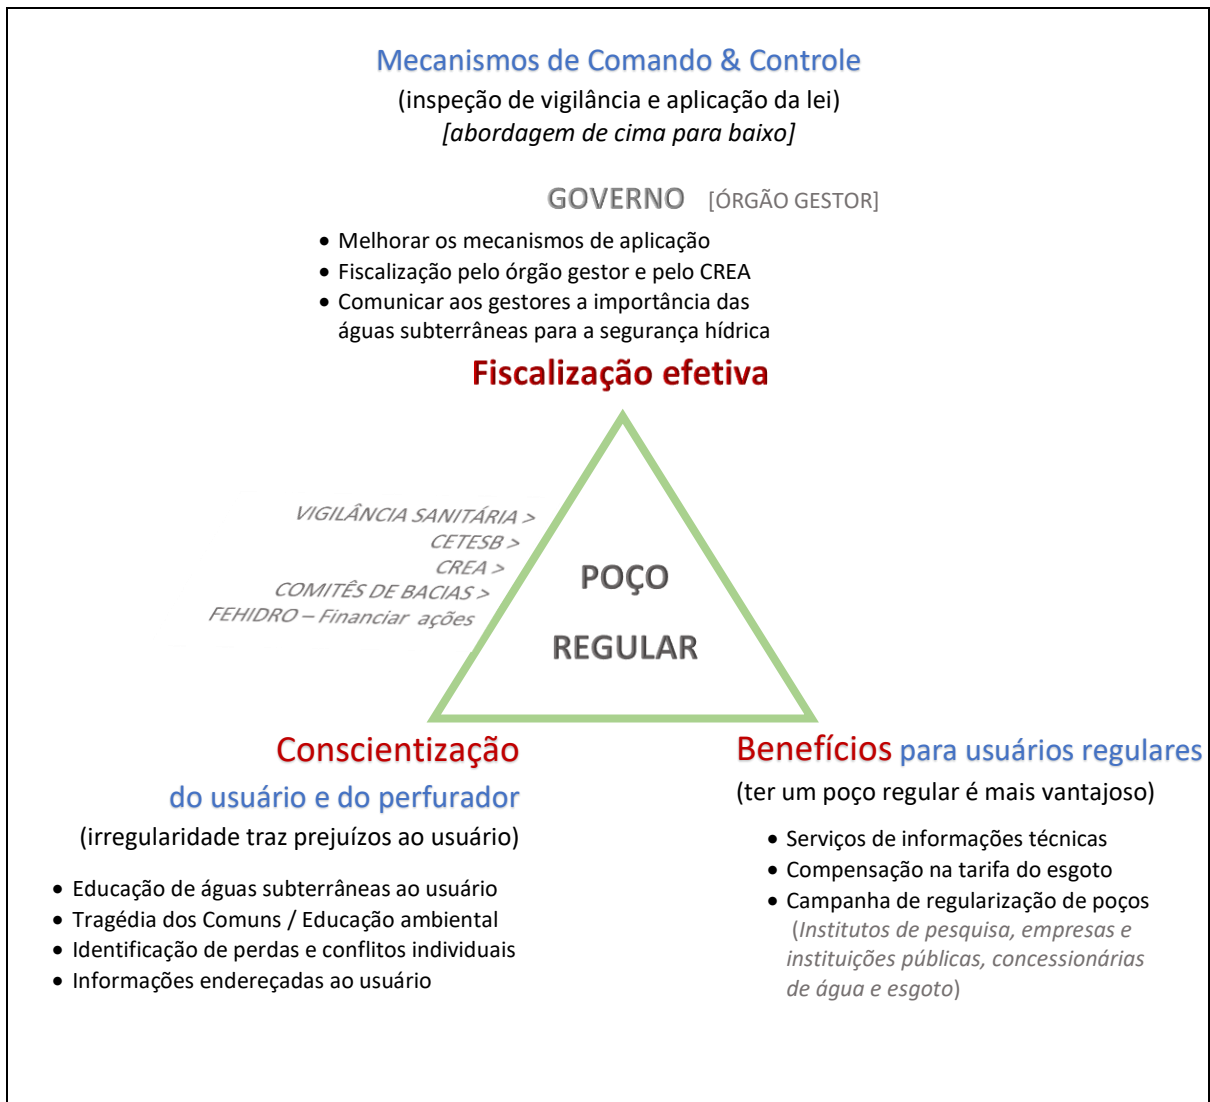 Mecanismos de Comando & Controle
(inspeção de vigilância e aplicação da lei)
[abordagem de cima para baixo]
GOVERNO [ÓRGÃO GESTOR]
• Melhorar os mecanismos de aplicação
• Fiscalização pelo órgão gestor e pelo CREA
• Comunicar aos gestores a importância das
águas subterrâneas para a segurança hídrica
Fiscalização efetiva
VIGILÂNCIA SANITÁRIA >
CETESB >
CREA >
COMITÊS DE BACIAS >
FEHIDRO – Financiar ações
POÇO
REGULAR
Conscientização
do usuário e do perfurador
(irregularidade traz prejuízos ao usuário)
• Educação de águas subterrâneas ao usuário
• Tragédia dos Comuns / Educação ambiental
• Identificação de perdas e conflitos individuais
• Informações endereçadas ao usuário
Benefícios para usuários regulares
(ter um poço regular é mais vantajoso)
• Serviços de informações técnicas
• Compensação na tarifa do esgoto
• Campanha de regularização de poços
(Institutos de pesquisa, empresas e
instituições públicas, concessionárias
de água e esgoto)